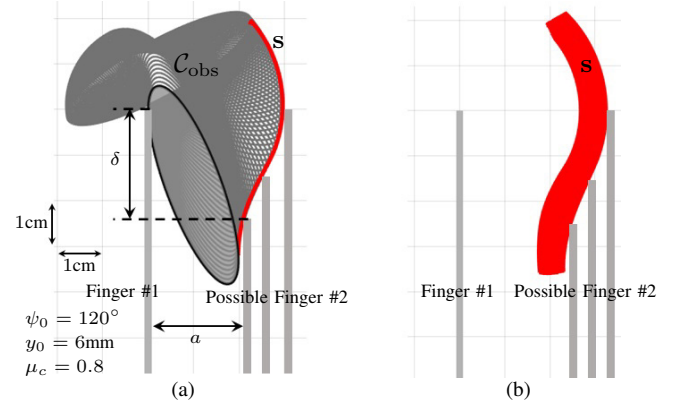 S
𝒞obs
δ
1cm
1cm
Finger #1
Possible Finger #2
ψ₀ = 120°
y₀ = 6mm
μ_c = 0.8
a
(a)
S
Finger #1
Possible Finger #2
(b)